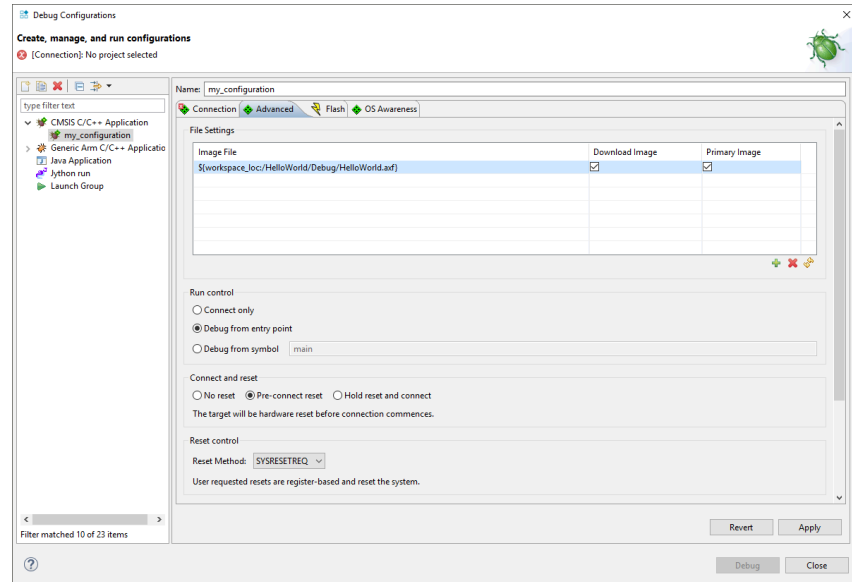 Debug Configurations
Create, manage, and run configurations
[Connection]: No project selected
type filter text
CMSIS C/C++ Application
my_configuration
Generic Arm C/C++ Applicatio
Java Application
Jython run
Launch Group
Filter matched 10 of 23 items
Name: my_configuration
Connection Advanced Flash OS Awareness
File Settings
Image File Download Image Primary Image
${workspace_loc:/HelloWorld/Debug/HelloWorld.axf}
Run control
Connect only
Debug from entry point
Debug from symbol main
Connect and reset
No reset Pre-connect reset Hold reset and connect
The target will be hardware reset before connection commences.
Reset control
Reset Method: SYSRESETREQ
User requested resets are register-based and reset the system.
Revert Apply
Debug Close